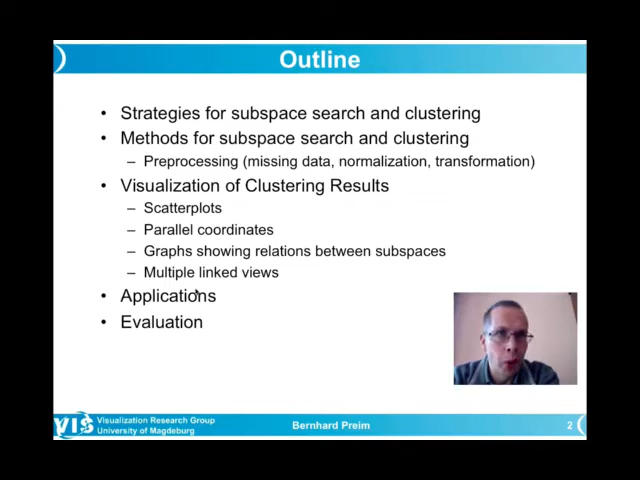 Outline
• Strategies for subspace search and clustering
• Methods for subspace search and clustering
– Preprocessing (missing data, normalization, transformation)
• Visualization of Clustering Results
– Scatterplots
– Parallel coordinates
– Graphs showing relations between subspaces
– Multiple linked views
• Applications
• Evaluation
VIS
Visualization Research Group
University of Magdeburg
Bernhard Preim
2